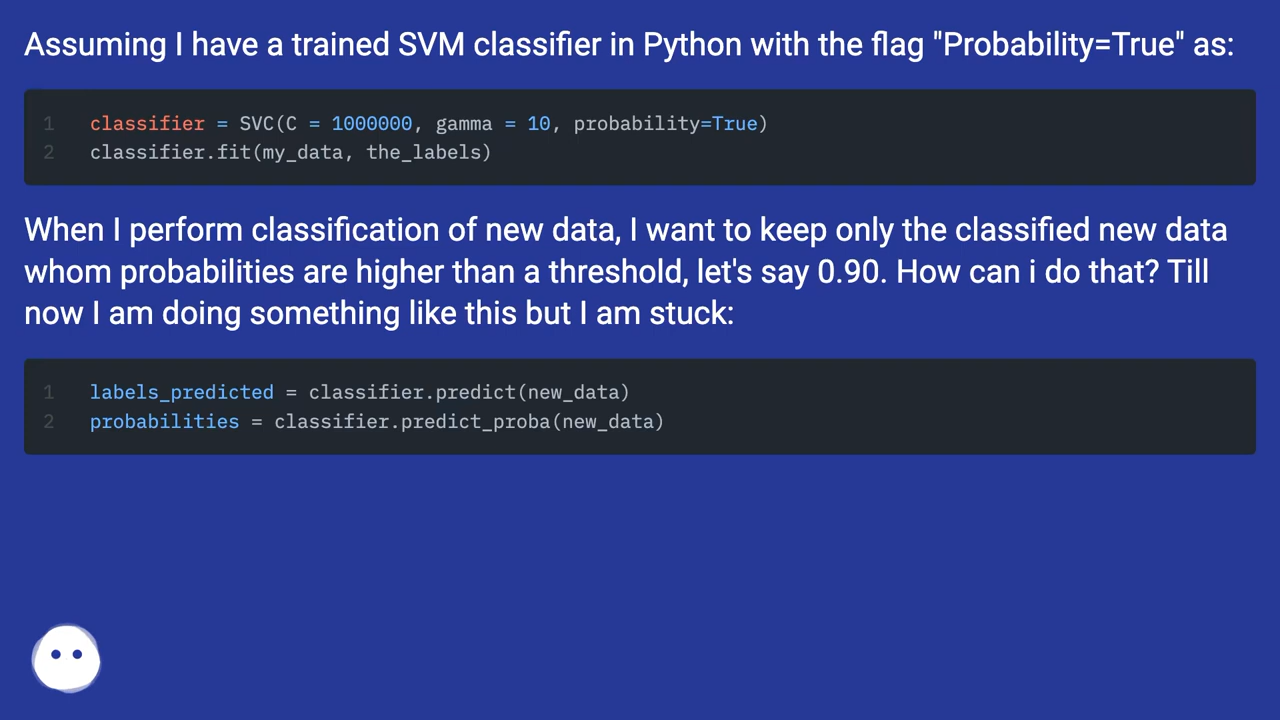 Assuming I have a trained SVM classifier in Python with the flag "Probability=True" as:
1 classifier = SVC(C = 1000000, gamma = 10, probability=True)
2 classifier.fit(my_data, the_labels)
When I perform classification of new data, I want to keep only the classified new data
whom probabilities are higher than a threshold, let's say 0.90. How can i do that? Till
now I am doing something like this but I am stuck:
1 labels_predicted = classifier.predict(new_data)
2 probabilities = classifier.predict_proba(new_data)